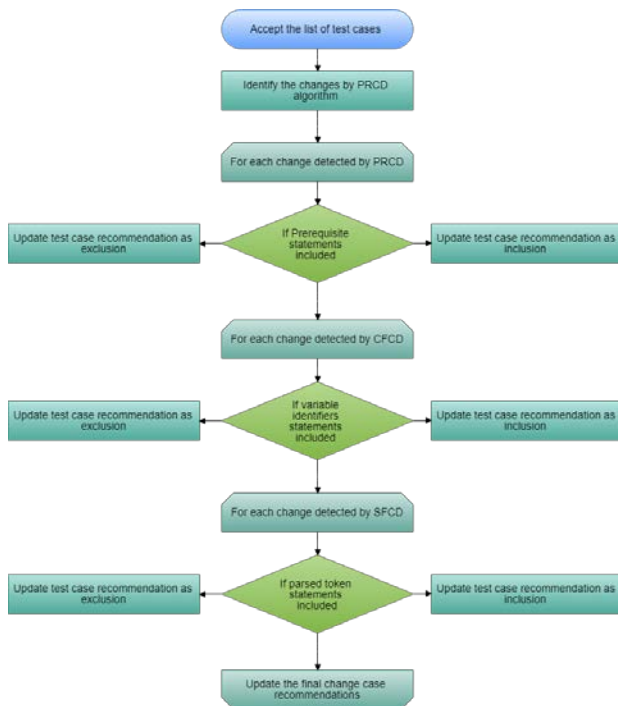 Accept the list of test cases
Identify the changes by PRCD
algorithm
For each change detected by PRCD
If Prerequisite
statements
included
Update test case recommendation as
exclusion
Update test case recommendation as
inclusion
For each change detected by CFCD
If variable
identifiers
statements
included
Update test case recommendation as
exclusion
Update test case recommendation as
inclusion
For each change detected by SFCD
If parsed token
statements
included
Update test case recommendation as
exclusion
Update test case recommendation as
inclusion
Update the final change case
recommendations